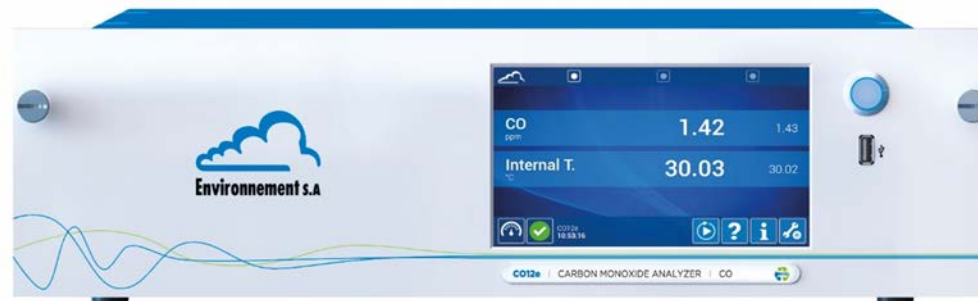 Environnement s.a
CO
ppm
1.42
1.43
Internal T.
°C
30.03
30.02
CO12e
10:53:16
?
i
CO12e | CARBON MONOXIDE ANALYZER | CO